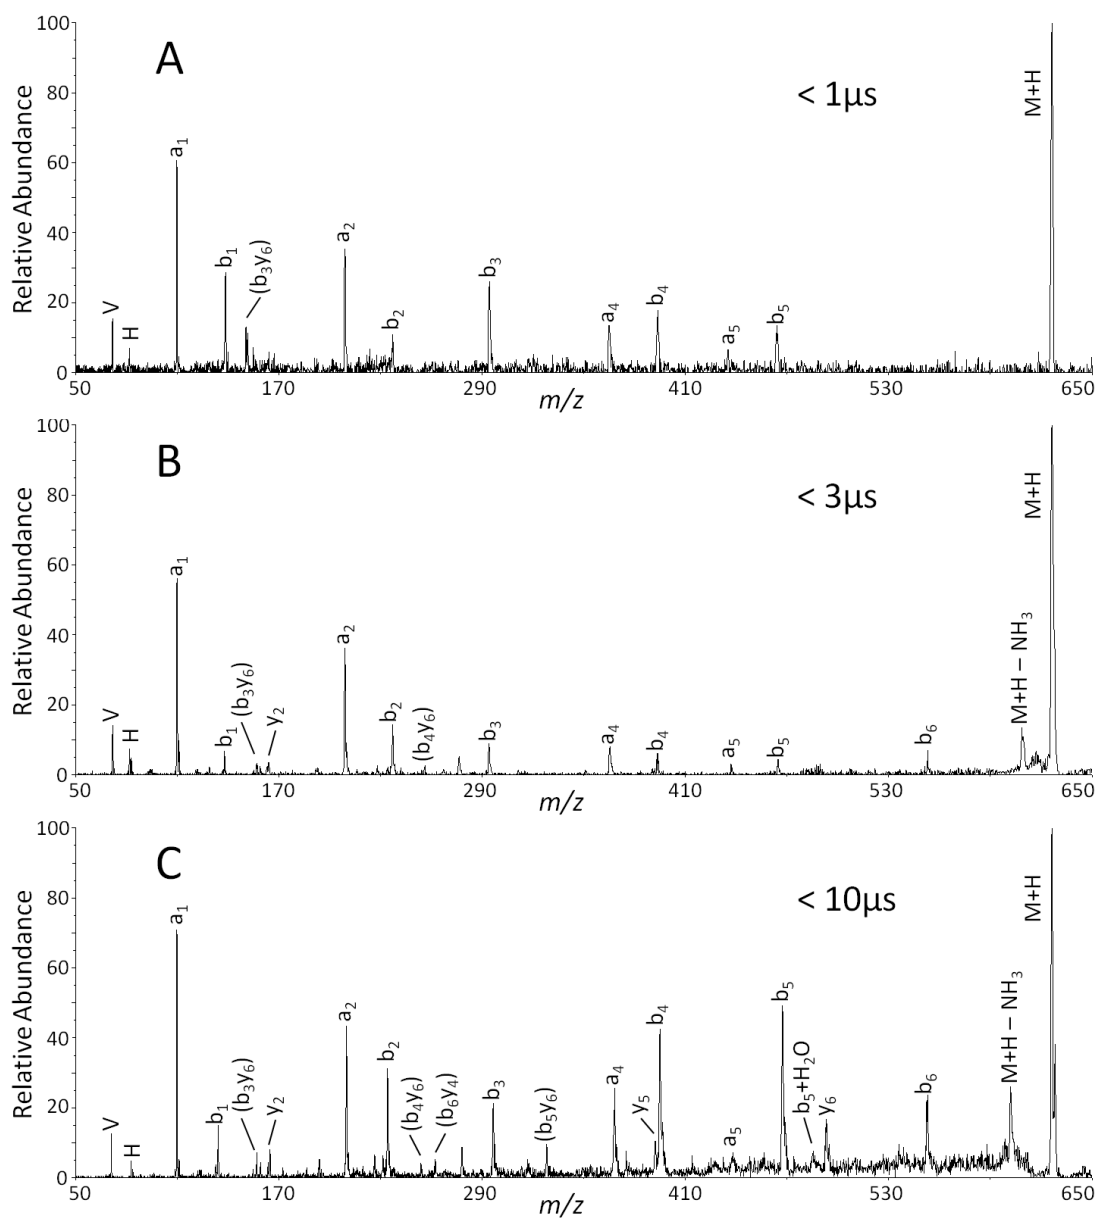 A
< 1µs
Relative Abundance
100
80
60
40
20
0
V
H
a₁
b₁
(b₃y₆)
a₂
b₂
b₃
a₄
b₄
a₅
b₅
M+H
50 170 290 410 530 650
m/z
B
< 3µs
Relative Abundance
100
80
60
40
20
0
V
H
a₁
b₁
(b₃y₆)
y₂
a₂
b₂
(b₄y₆)
b₃
a₄
b₄
a₅
b₅
b₆
M+H – NH₃
M+H
50 170 290 410 530 650
m/z
C
< 10µs
Relative Abundance
100
80
60
40
20
0
V
H
a₁
b₁
(b₃y₆)
y₂
a₂
b₂
(b₄y₆)
(b₆y₄)
b₃
(b₅y₆)
a₄
y₅
b₄
a₅
b₅
b₅+H₂O
y₆
b₆
M+H – NH₃
M+H
50 170 290 410 530 650
m/z